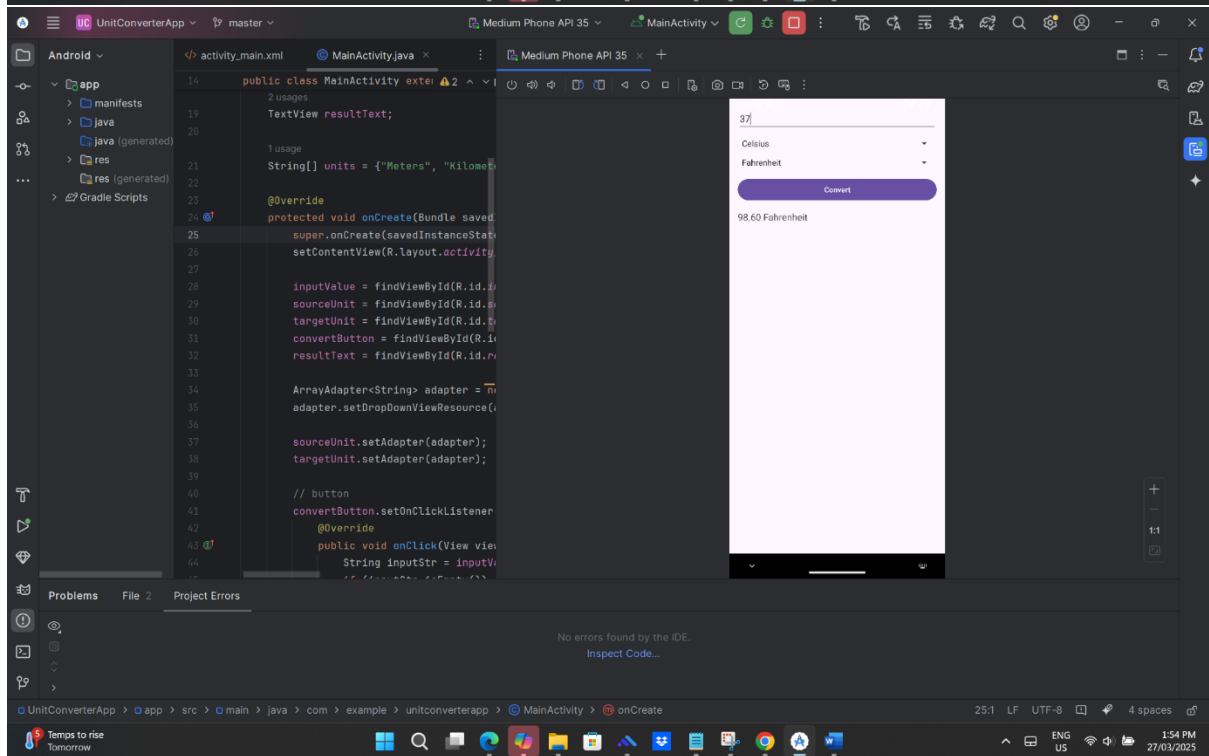 UC UnitConverterApp master Medium Phone API 35 MainActivity
Android
app
manifests
java
java (generated)
res
res (generated)
Gradle Scripts
activity_main.xml MainActivity.java
Medium Phone API 35
14 public class MainActivity exte 2
2 usages
19 TextView resultText;
20
1 usage
21 String[] units = {"Meters", "Kilomet
22
23 @Override
24 protected void onCreate(Bundle saved
25 super.onCreate(savedInstanceStat
26 setContentView(R.layout.activity
27
28 inputValue = findViewById(R.id.i
29 sourceUnit = findViewById(R.id.s
30 targetUnit = findViewById(R.id.t
31 convertButton = findViewById(R.i
32 resultText = findViewById(R.id.r
33
34 ArrayAdapter<String> adapter = n
35 adapter.setDropDownViewResource(
36
37 sourceUnit.setAdapter(adapter);
38 targetUnit.setAdapter(adapter);
39
40 // button
41 convertButton.setOnClickListener
42 @Override
43 public void onClick(View vie
44 String inputStr = inputV
37
Celsius
Fahrenheit
Convert
98.60 Fahrenheit
1:1
Problems File 2 Project Errors
No errors found by the IDE.
Inspect Code...
UnitConverterApp > app > src > main > java > com > example > unitconverterapp > MainActivity > onCreate
25:1 LF UTF-8 4 spaces
5
Temps to rise
Tomorrow
ENG
US
1:54 PM
27/03/2025